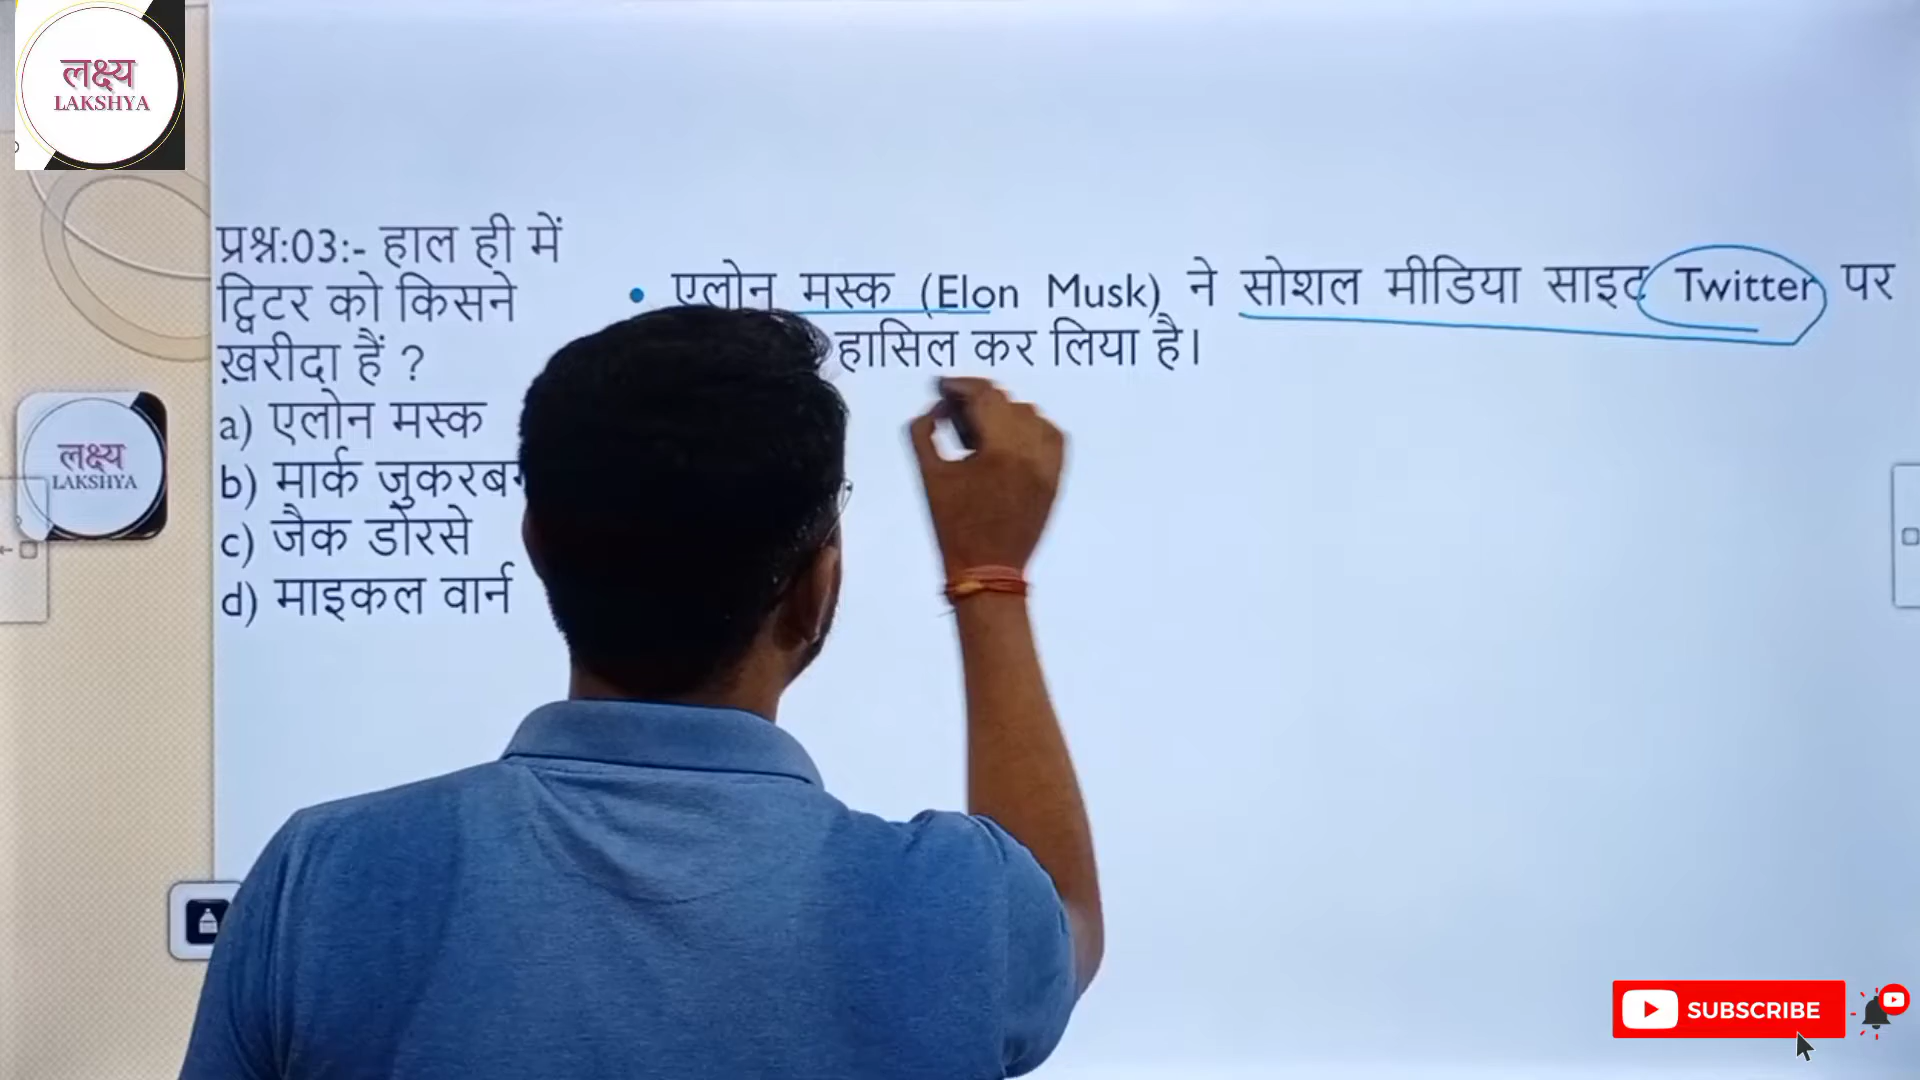 लक्ष्य
LAKSHYA
प्रश्न:03:- हाल ही में
ट्विटर को किसने
ख़रीदा हैं ?
a) एलोन मस्क
b) मार्क
c) जैक डोरसे
d) माइकल वार्न
• एलोन मस्क (Elon Musk) ने सोशल मीडिया साइट Twitter पर
हासिल कर लिया है।
लक्ष्य
LAKSHYA
SUBSCRIBE